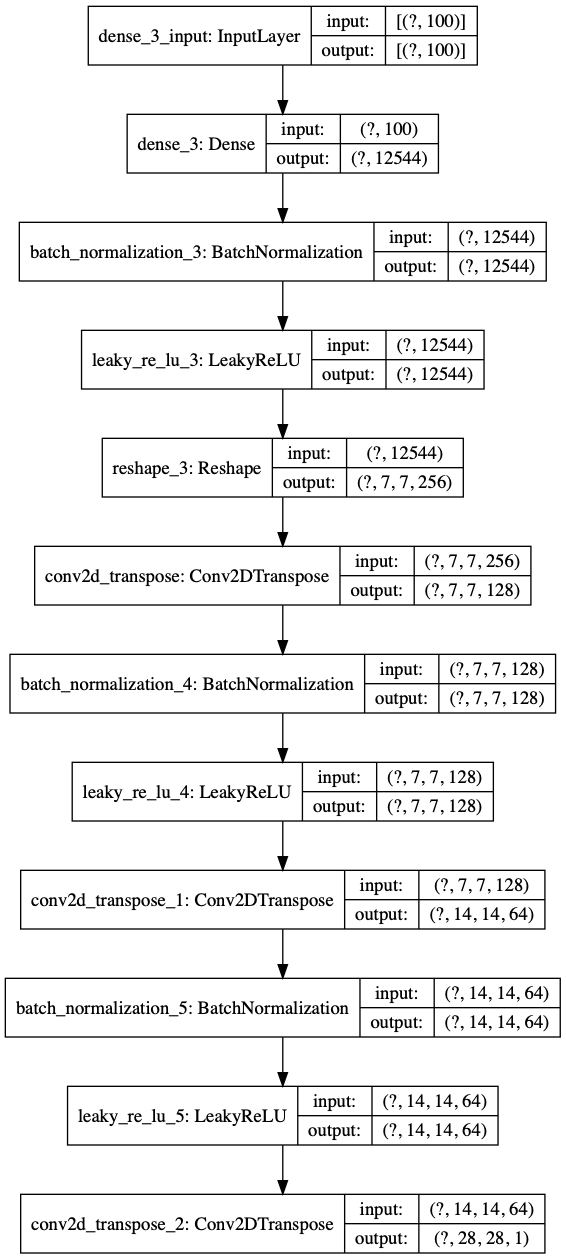 dense_3_input: InputLayer
input: [(?, 100)]
output: [(?, 100)]
dense_3: Dense
input: (?, 100)
output: (?, 12544)
batch_normalization_3: BatchNormalization
input: (?, 12544)
output: (?, 12544)
leaky_re_lu_3: LeakyReLU
input: (?, 12544)
output: (?, 12544)
reshape_3: Reshape
input: (?, 12544)
output: (?, 7, 7, 256)
conv2d_transpose: Conv2DTranspose
input: (?, 7, 7, 256)
output: (?, 7, 7, 128)
batch_normalization_4: BatchNormalization
input: (?, 7, 7, 128)
output: (?, 7, 7, 128)
leaky_re_lu_4: LeakyReLU
input: (?, 7, 7, 128)
output: (?, 7, 7, 128)
conv2d_transpose_1: Conv2DTranspose
input: (?, 7, 7, 128)
output: (?, 14, 14, 64)
batch_normalization_5: BatchNormalization
input: (?, 14, 14, 64)
output: (?, 14, 14, 64)
leaky_re_lu_5: LeakyReLU
input: (?, 14, 14, 64)
output: (?, 14, 14, 64)
conv2d_transpose_2: Conv2DTranspose
input: (?, 14, 14, 64)
output: (?, 28, 28, 1)